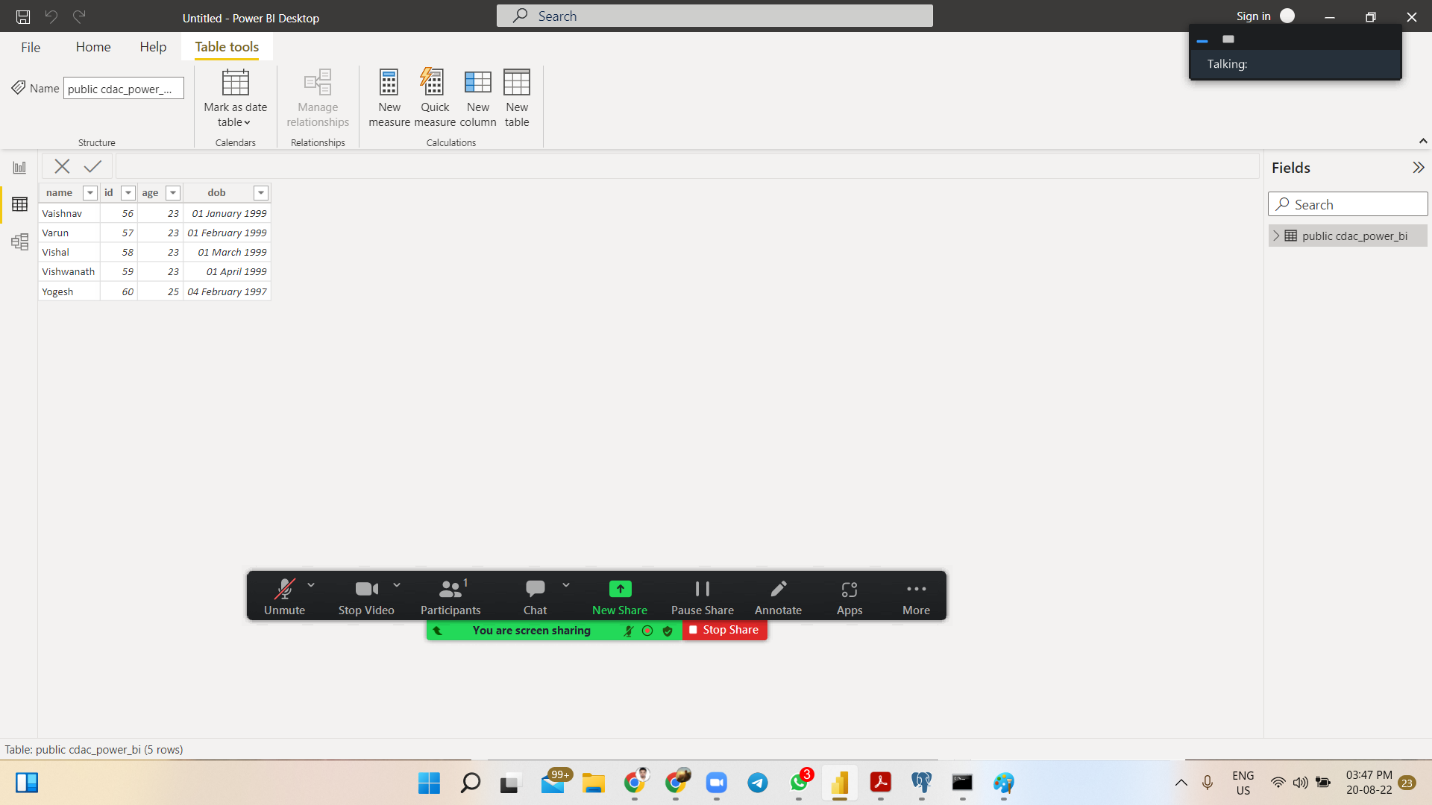 Untitled - Power BI Desktop
Search
Sign in
File Home Help Table tools
Talking:
Name public cdac_power_...
Mark as date table
Manage relationships
New measure
Quick measure
New column
New table
Structure Calendars Relationships Calculations
Fields
Search
public cdac_power_bi
name id age dob
Vaishnav 56 23 01 January 1999
Varun 57 23 01 February 1999
Vishal 58 23 01 March 1999
Vishwanath 59 23 01 April 1999
Yogesh 60 25 04 February 1997
1
Unmute Stop Video Participants Chat New Share Pause Share Annotate Apps More
You are screen sharing Stop Share
Table: public cdac_power_bi (5 rows)
99+
3
ENG
US
03:47 PM
20-08-22
23